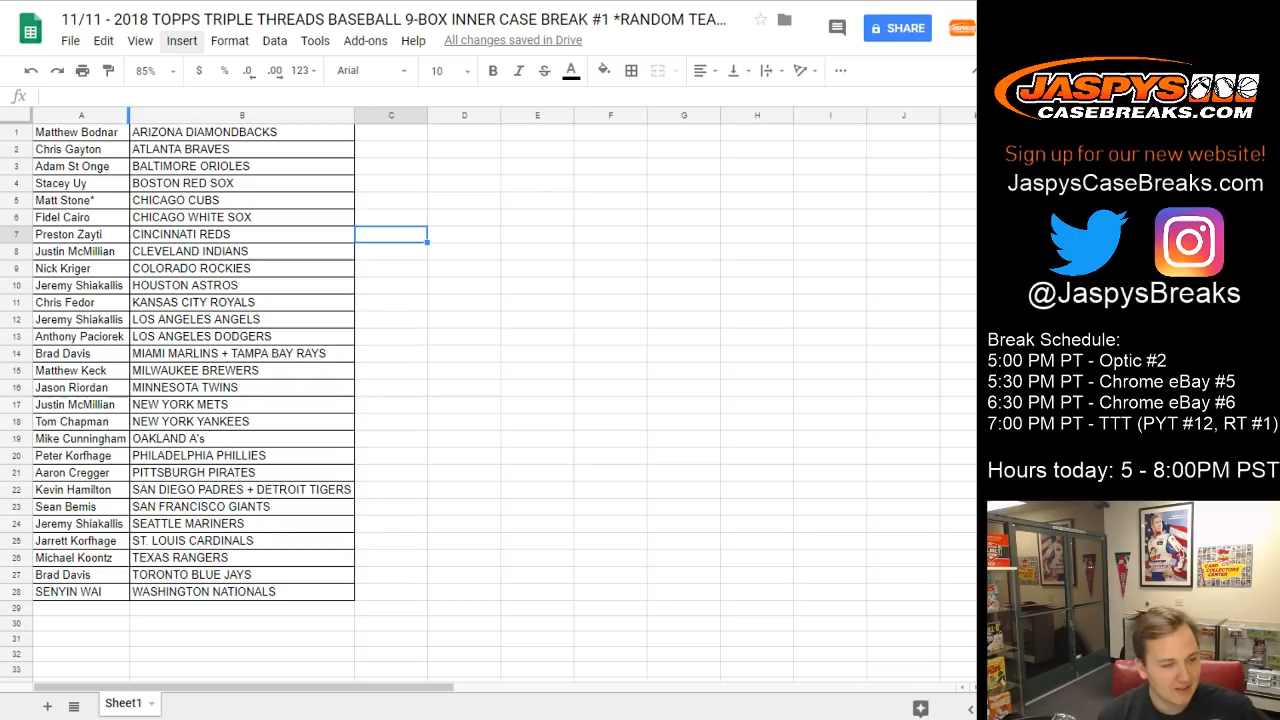 11/11 - 2018 TOPPS TRIPLE THREADS BASEBALL 9-BOX INNER CASE BREAK #1 *RANDOM TEA...
File Edit View Insert Format Data Tools Add-ons Help All changes saved in Drive
SHARE
85% $ % .0 .00 123 Arial 10 B I S A
fx
A B C D E F G H I J
1 Matthew Bodnar ARIZONA DIAMONDBACKS
2 Chris Gayton ATLANTA BRAVES
3 Adam St Onge BALTIMORE ORIOLES
4 Stacey Uy BOSTON RED SOX
5 Matt Stone* CHICAGO CUBS
6 Fidel Cairo CHICAGO WHITE SOX
7 Preston Zayti CINCINNATI REDS
8 Justin McMillian CLEVELAND INDIANS
9 Nick Kriger COLORADO ROCKIES
10 Jeremy Shiakallis HOUSTON ASTROS
11 Chris Fedor KANSAS CITY ROYALS
12 Jeremy Shiakallis LOS ANGELES ANGELS
13 Anthony Paciorek LOS ANGELES DODGERS
14 Brad Davis MIAMI MARLINS + TAMPA BAY RAYS
15 Matthew Keck MILWAUKEE BREWERS
16 Jason Riordan MINNESOTA TWINS
17 Justin McMillian NEW YORK METS
18 Tom Chapman NEW YORK YANKEES
19 Mike Cunningham OAKLAND A's
20 Peter Korfhage PHILADELPHIA PHILLIES
21 Aaron Cregger PITTSBURGH PIRATES
22 Kevin Hamilton SAN DIEGO PADRES + DETROIT TIGERS
23 Sean Bemis SAN FRANCISCO GIANTS
24 Jeremy Shiakallis SEATTLE MARINERS
25 Jarrett Korfhage ST. LOUIS CARDINALS
26 Michael Koontz TEXAS RANGERS
27 Brad Davis TORONTO BLUE JAYS
28 SENYIN WAI WASHINGTON NATIONALS
29
30
31
32
33
Sheet1
JASPYS
CASEBREAKS.COM
Sign up for our new website!
JaspysCaseBreaks.com
@JaspysBreaks
Break Schedule:
5:00 PM PT - Optic #2
5:30 PM PT - Chrome eBay #5
6:30 PM PT - Chrome eBay #6
7:00 PM PT - TTT (PYT #12, RT #1)
Hours today: 5 - 8:00PM PST
CARD
COLLECTORS
CENTER